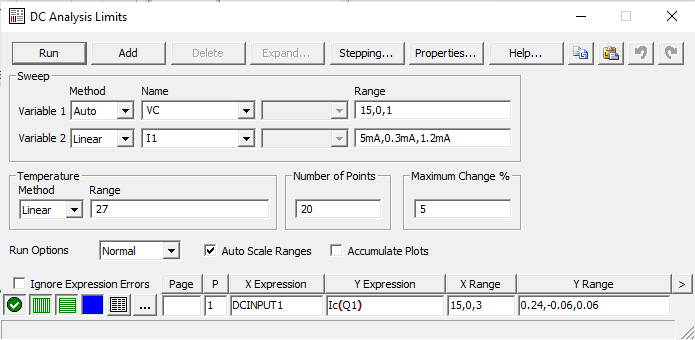 DC Analysis Limits
Run Add Delete Expand... Stepping... Properties... Help...
Sweep
Method Name Range
Variable 1 Auto VC 15,0,1
Variable 2 Linear I1 5mA,0.3mA,1.2mA
Temperature Number of Points Maximum Change %
Method Range
Linear 27 20 5
Run Options Normal Auto Scale Ranges Accumulate Plots
Ignore Expression Errors Page P X Expression Y Expression X Range Y Range >
... 1 DCINPUT1 Ic(Q1) 15,0,3 0.24,-0.06,0.06